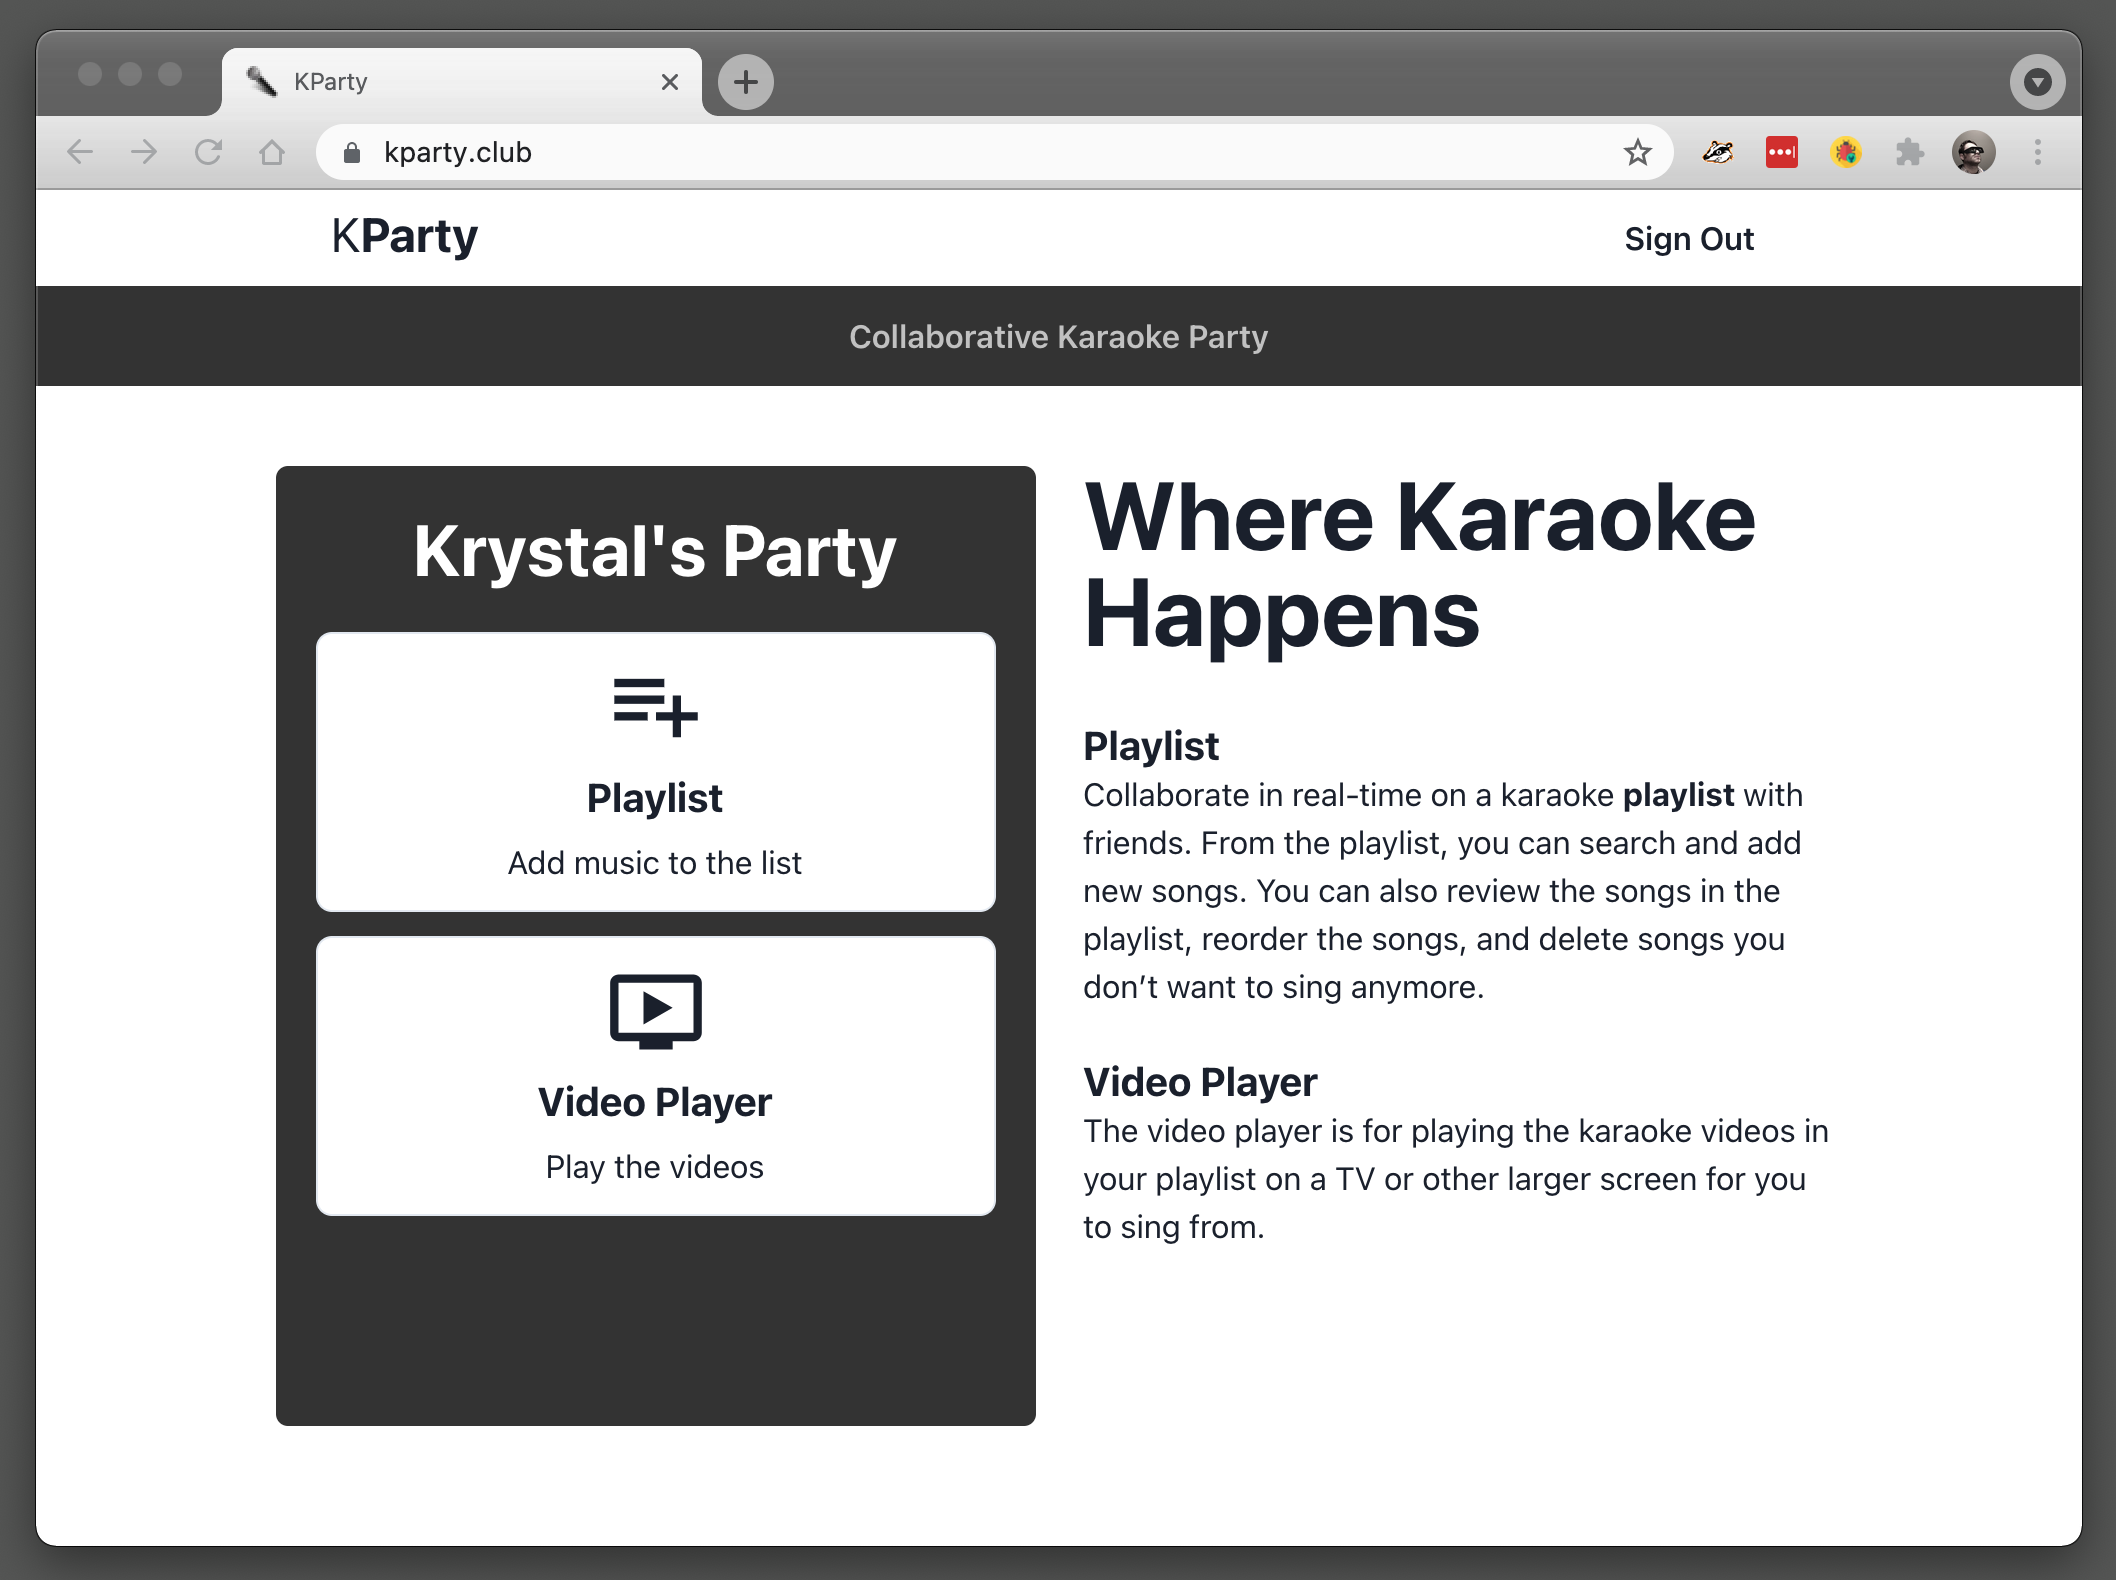 KParty
kparty.club
KParty
Sign Out
Collaborative Karaoke Party
Krystal's Party
Playlist
Add music to the list
Video Player
Play the videos
Where Karaoke
Happens
Playlist
Collaborate in real-time on a karaoke playlist with
friends. From the playlist, you can search and add
new songs. You can also review the songs in the
playlist, reorder the songs, and delete songs you
don’t want to sing anymore.
Video Player
The video player is for playing the karaoke videos in
your playlist on a TV or other larger screen for you
to sing from.